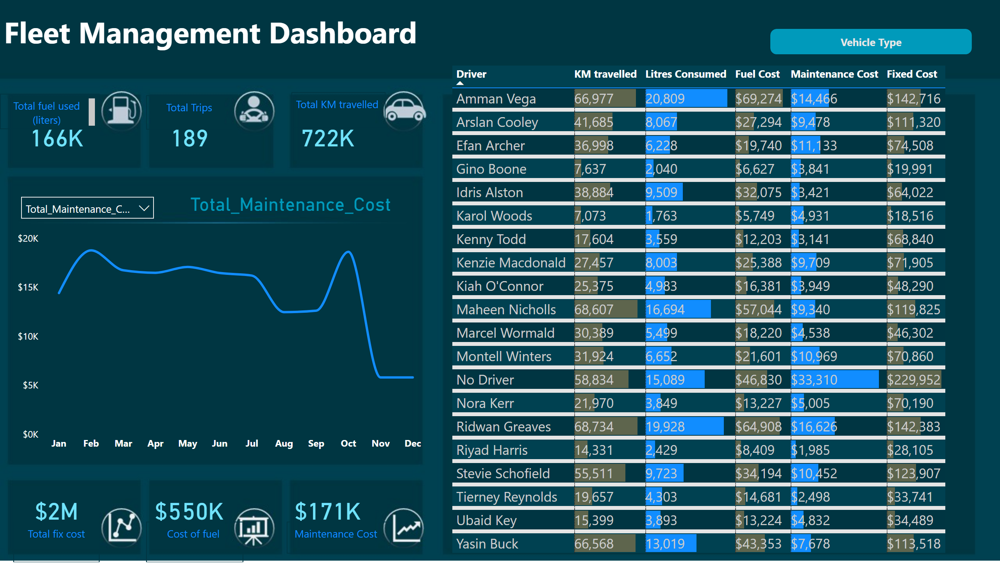 Fleet Management Dashboard
Vehicle Type
Total fuel used
(liters)
166K
Total Trips
189
Total KM travelled
722K
Total_Maintenance_C...
Total_Maintenance_Cost
$20K
$15K
$10K
$5K
$0K
Jan Feb Mar Apr May Jun Jul Aug Sep Oct Nov Dec
$2M
Total fix cost
$550K
Cost of fuel
$171K
Maintenance Cost
Driver KM travelled Litres Consumed Fuel Cost Maintenance Cost Fixed Cost
Amman Vega 66,977 20,809 $69,274 $14,466 $142,716
Arslan Cooley 41,685 8,067 $27,294 $9,478 $111,320
Efan Archer 36,998 6,228 $19,740 $11,133 $74,508
Gino Boone 7,637 2,040 $6,627 $3,841 $19,991
Idris Alston 38,884 9,509 $32,075 $3,421 $64,022
Karol Woods 7,073 1,763 $5,749 $4,931 $18,516
Kenny Todd 17,604 3,559 $12,203 $3,141 $68,840
Kenzie Macdonald 27,457 8,003 $25,388 $9,709 $71,905
Kiah O'Connor 25,375 4,983 $16,381 $3,949 $48,290
Maheen Nicholls 68,607 16,694 $57,044 $9,340 $119,825
Marcel Wormald 30,389 5,499 $18,220 $4,538 $46,302
Montell Winters 31,924 6,652 $21,601 $10,969 $70,860
No Driver 58,834 15,089 $46,830 $33,310 $229,952
Nora Kerr 21,970 3,849 $13,227 $5,005 $70,190
Ridwan Greaves 68,734 19,928 $64,908 $16,626 $142,383
Riyad Harris 14,331 2,429 $8,409 $1,985 $28,105
Stevie Schofield 55,511 9,723 $34,194 $10,452 $123,907
Tierney Reynolds 19,657 4,303 $14,681 $2,498 $33,741
Ubaid Key 15,399 3,893 $13,224 $4,832 $34,489
Yasin Buck 66,568 13,019 $43,353 $7,678 $113,518